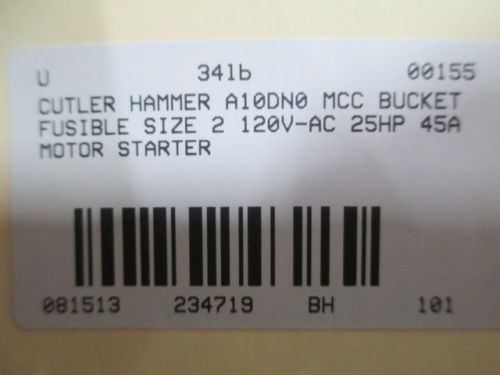 U 34lb 00155
CUTLER HAMMER A10DN0 MCC BUCKET
FUSIBLE SIZE 2 120V-AC 25HP 45A
MOTOR STARTER
081513 234719 BH 101